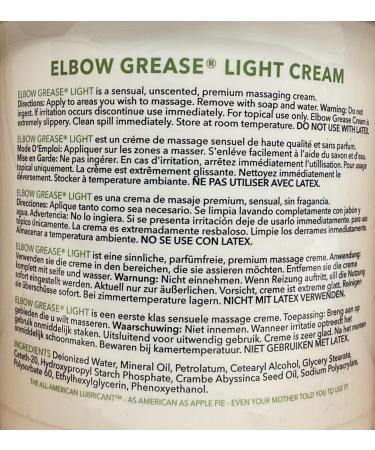 ELBOW GREASE® LIGHT CREAM
ELBOW GREASE® LIGHT is a sensual, unscented, premium massaging cream.
Directions: Apply to areas you wish to massage. Remove with soap and water. Warning: Do not
ingest. If irritation occurs discontinue use immediately. For topical use only. Elbow Grease Cream is
extremely slippery. Clean spill immediately. Store at room temperature. DO NOT USE WITH LATEX.
ELBOW GREASE® LIGHT est un créme de massage sensuel de haute qualité et sans parfum.
Mode D'Emploi: Appliquer sur les zones a masser. S'enléve facilement à l'aide du savon et d'eau.
Mise en Garde: Ne pas ingérer. En cas d'irritation, arrêtez immédiatement l'utilisation. Pour usage
topical uniquement. La crème est extrêmement glissante. Nettoyez immédiatement le
déverser. Stocker à température ambiante. NE PAS UTILISER AVEC LATEX.
ELBOW GREASE® LIGHT es una crema de masaje premium, sensual, sin fragancia.
Direciones: Aplique tanto como sea necesario. Se limpia lavando completamente con jabón y
agua. Advertencia: No lo ingiera. Si se presenta irritación deje de usarlo immediamente. para uso
tópico únicamente. La crema es extremadamente resbaloso. Limpie los derrames immediamente.
Almacenar a temperatura ambiente. NO SE USE CON LATEX.
ELBOW GREASE® LIGHT ist eine sinnliche, parfümfreie, premium massage creme. Anwendung:
Verwenden sie die creme in den bereichen, die sie assieren möchten. Entfernen sie die creme
komplett mit seife und wasser. Warnung: Nicht einnehmen. Wenn Reizung auftritt, soll die Nutzung
sofort eingestellt werden. Aktuell nur zur äußerlichen. Vorsicht, creme ist extreme glatt. Reinigen
sie überschüsse sofort. Bei zimmertemperature lagern. NICHT MIT LATEX VERWENDEN.
ELBOW GREASE® LIGHT is een eerste klas sensuele massage creme. Toepassing: Breng aan op
gebieden die u wilt masseren. Waarschuwing: Niet innemen. Wanneer irritatie optreedt het
gebruik onmiddelijk staken. Uitsluitend voor uitwendig gebruik. Creme is zeer glad. Na het morsen
onmiddelijk schoonmaken. Bewaren bij kamertemperatuur. NIET GEBRUIKEN MET LATEX.
INGREDIENTS Deionized Water, Mineral Oil, Petrolatum, Cetearyl Alcohol, Glycery Stearate,
Ceteth-20, Hydroxypropyl Starch Phosphate, Crambe Abyssinica Seed Oil, Sodium Polyacrylate,
Polysorbate 60, Ethylhexylglycerin, Phenoxyethanol.
THE ALL-AMERICAN LUBRICANT™. AS AMERICAN AS APPLE PIE - EVEN YOUR MOTHER TOLD YOU TO USE IT!